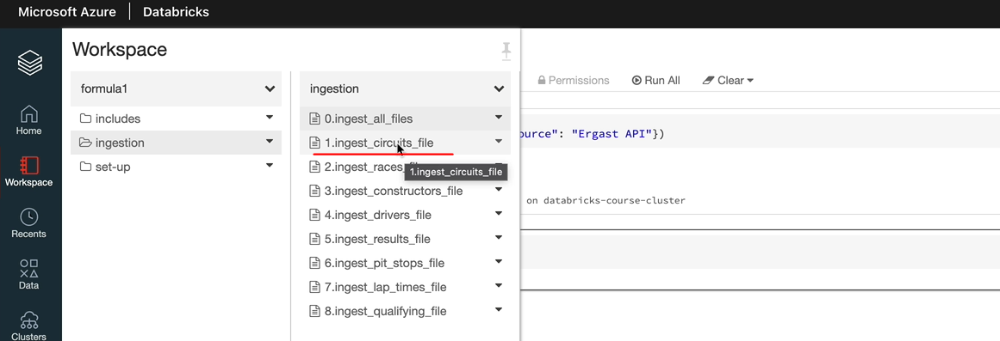 Microsoft Azure Databricks
Workspace
formula1
includes
ingestion
set-up
ingestion
0.ingest_all_files
1.ingest_circuits_file
2.ingest_races
1.ingest_circuits_file
3.ingest_constructors_file
4.ingest_drivers_file
5.ingest_results_file
6.ingest_pit_stops_file
7.ingest_lap_times_file
8.ingest_qualifying_file
Home
Workspace
Recents
Data
Clusters
Permissions Run All Clear
ource": "Ergast API"})
on databricks-course-cluster